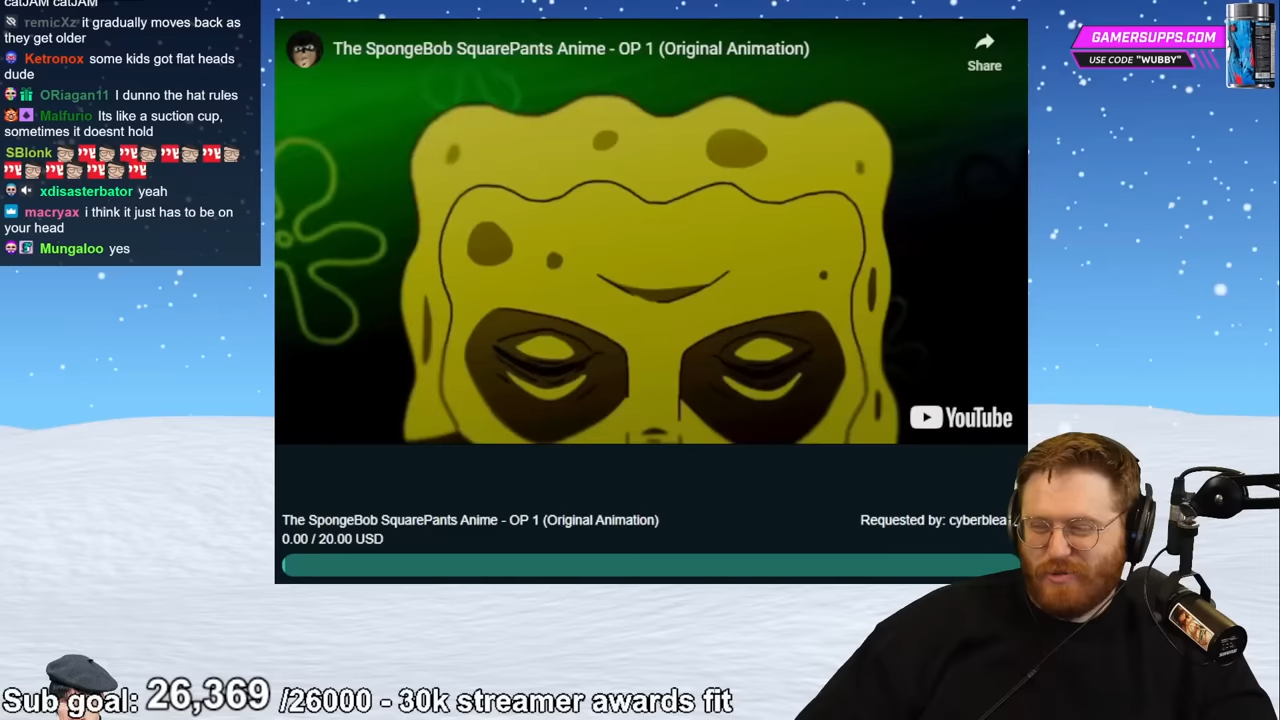 catJAM catJAM
remicXz it gradually moves back as
they get older
Ketronox some kids got flat heads
dude
ORiagan11 I dunno the hat rules
Malfurio Its like a suction cup,
sometimes it doesnt hold
SBlonk
xdisasterbator yeah
macryax i think it just has to be on
your head
Mungaloo yes
The SpongeBob SquarePants Anime - OP 1 (Original Animation)
Share
GAMERSUPPS.COM
USE CODE "WUBBY"
YouTube
The SpongeBob SquarePants Anime - OP 1 (Original Animation)
Requested by: cyberblea
0.00 / 20.00 USD
Sub goal: 26,369 /26000 - 30k streamer awards fit